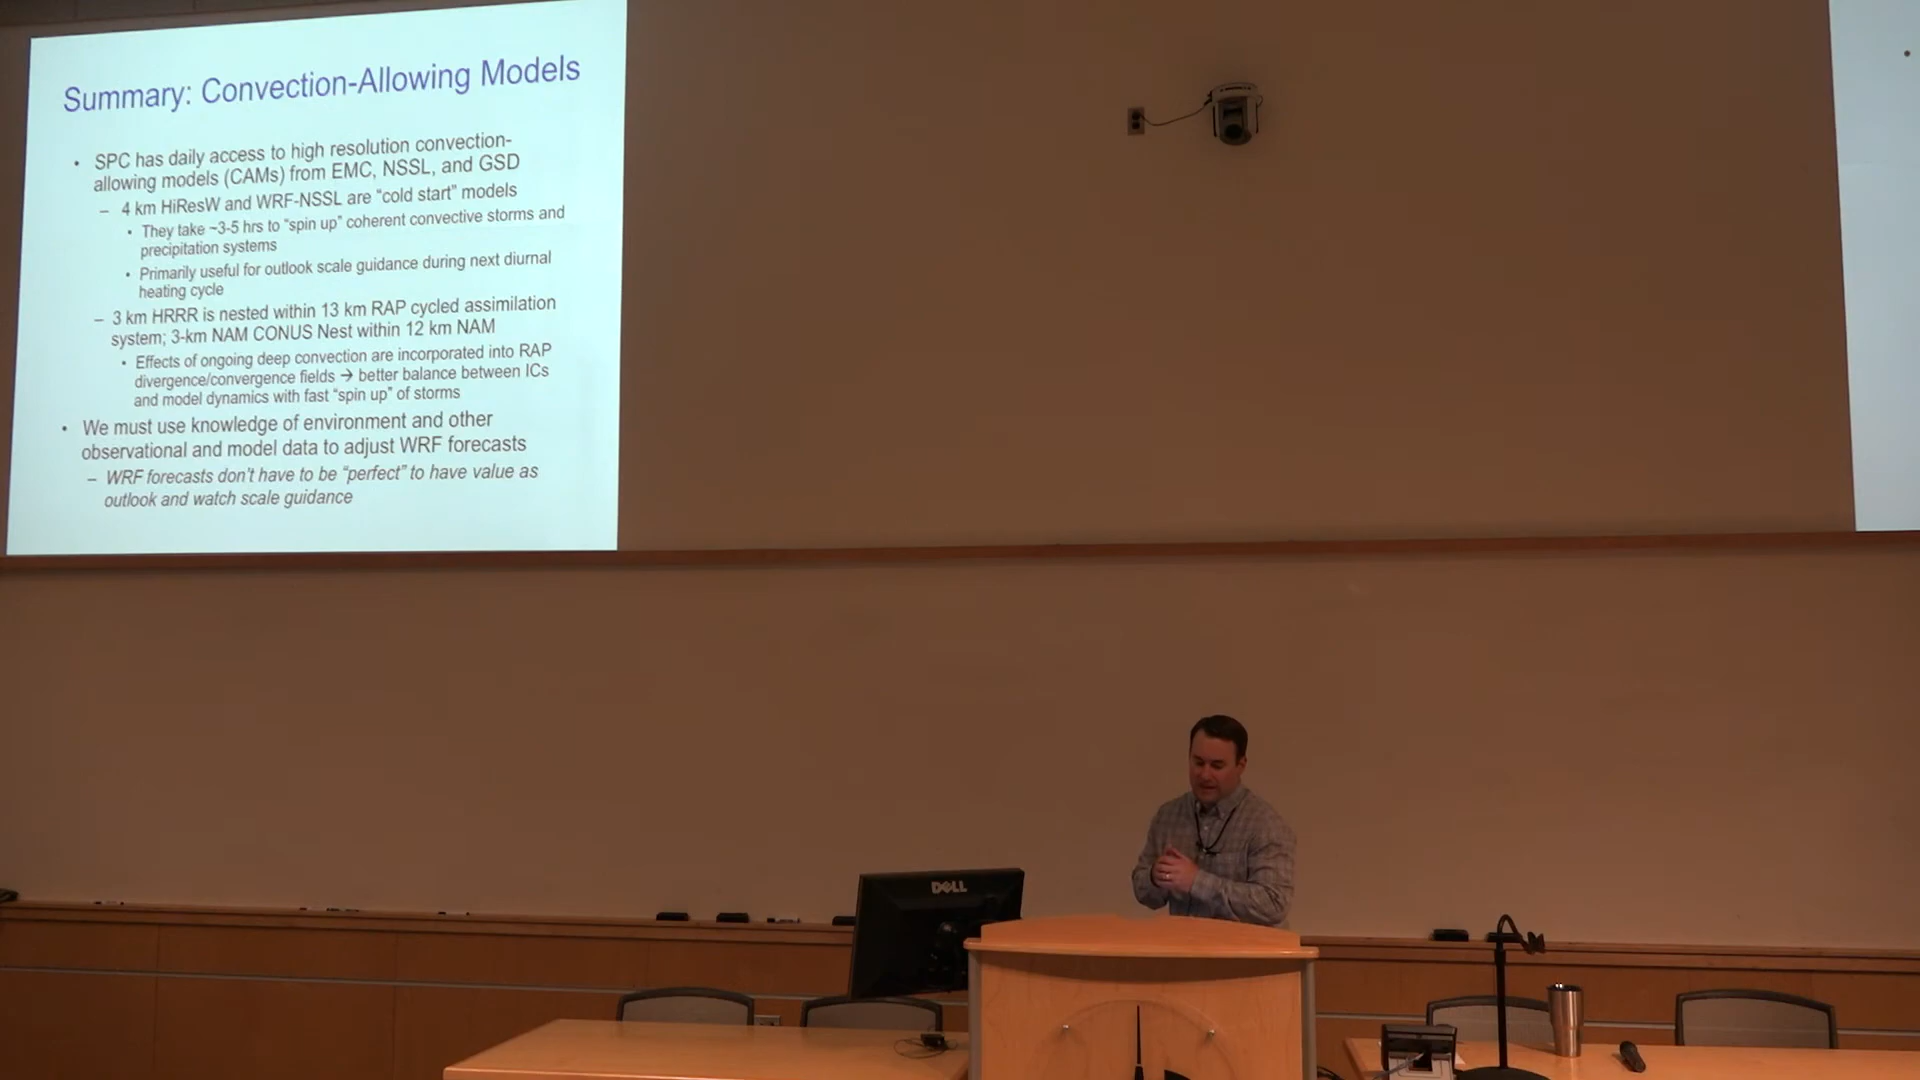 Summary: Convection-Allowing Models
• SPC has daily access to high resolution convection-
allowing models (CAMs) from EMC, NSSL, and GSD
– 4 km HiResW and WRF-NSSL are “cold start” models
• They take ~3-5 hrs to “spin up” coherent convective storms and
precipitation systems
• Primarily useful for outlook scale guidance during next diurnal
heating cycle
– 3 km HRRR is nested within 13 km RAP cycled assimilation
system; 3-km NAM CONUS Nest within 12 km NAM
• Effects of ongoing deep convection are incorporated into RAP
divergence/convergence fields → better balance between ICs
and model dynamics with fast “spin up” of storms
• We must use knowledge of environment and other
observational and model data to adjust WRF forecasts
– WRF forecasts don’t have to be “perfect” to have value as
outlook and watch scale guidance
DELL